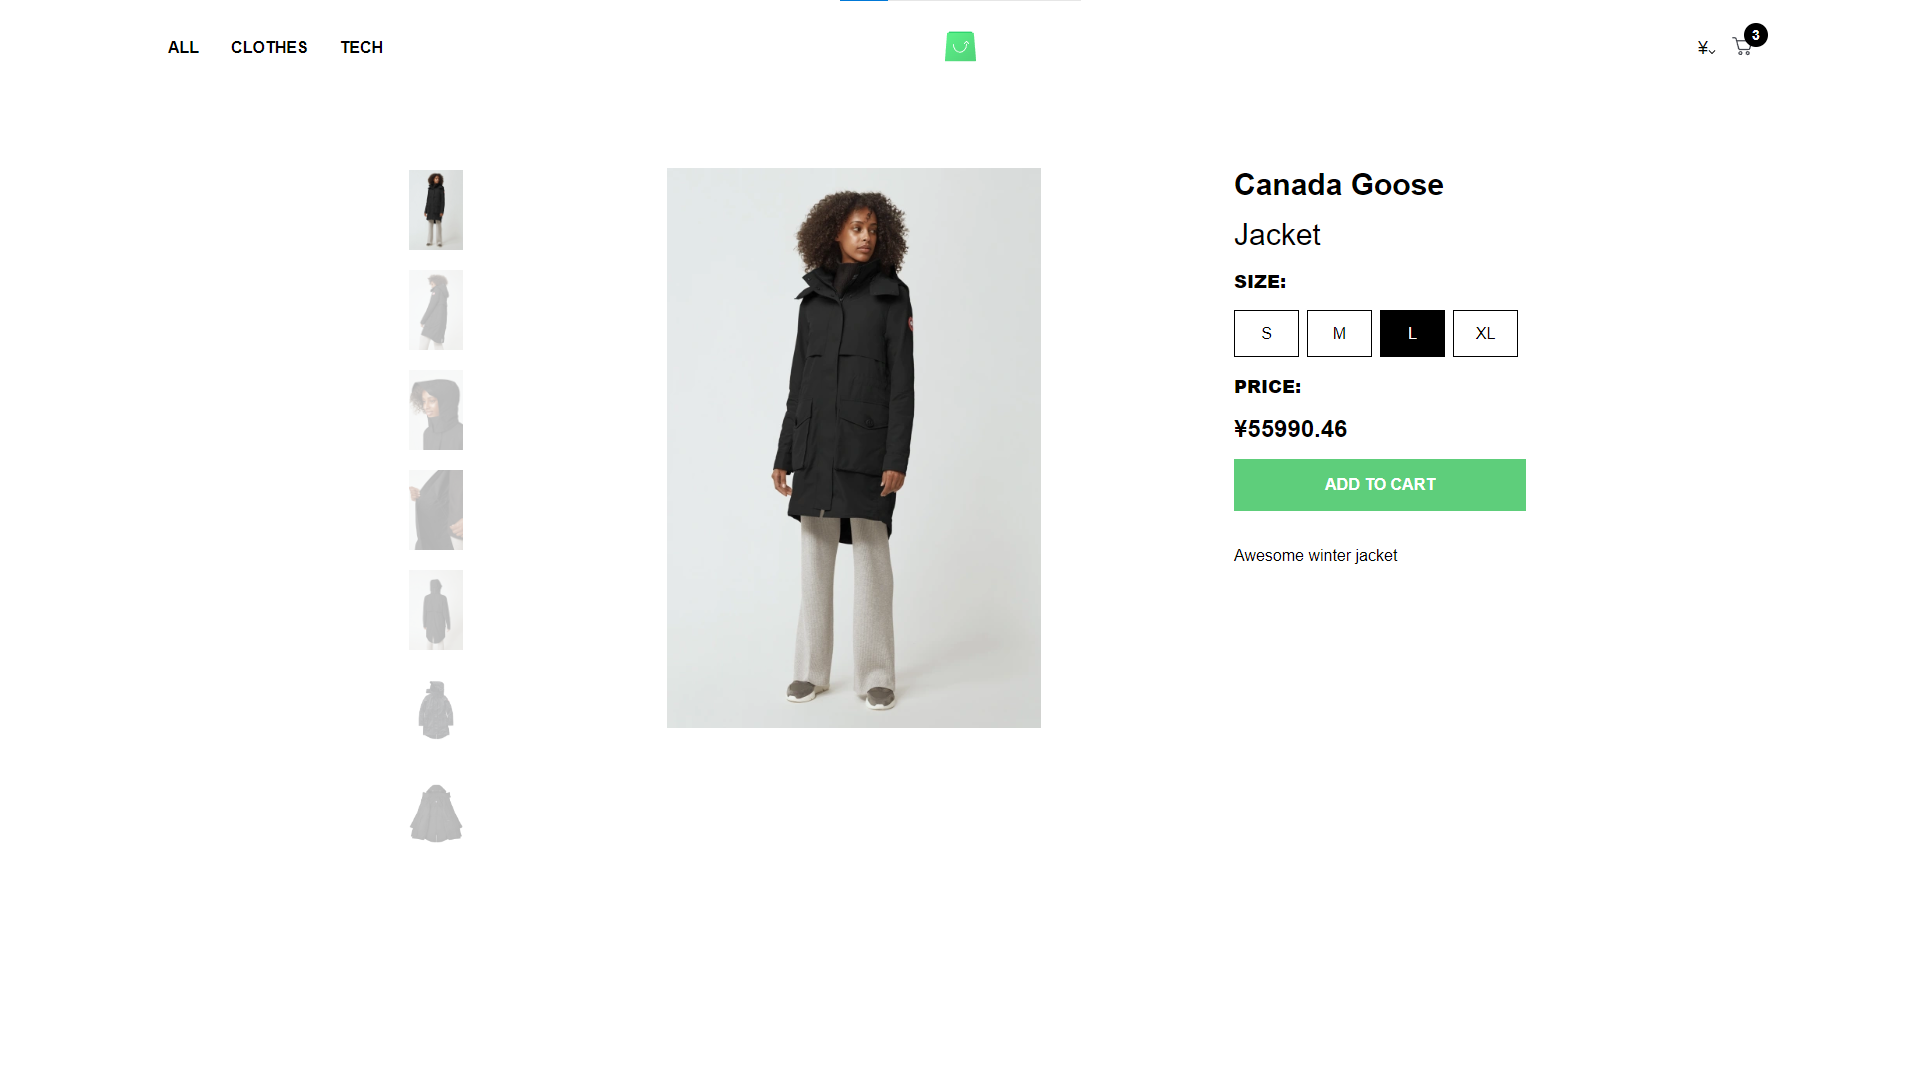 ALL CLOTHES TECH
¥ 3
Canada Goose
Jacket
SIZE:
S M L XL
PRICE:
¥55990.46
ADD TO CART
Awesome winter jacket